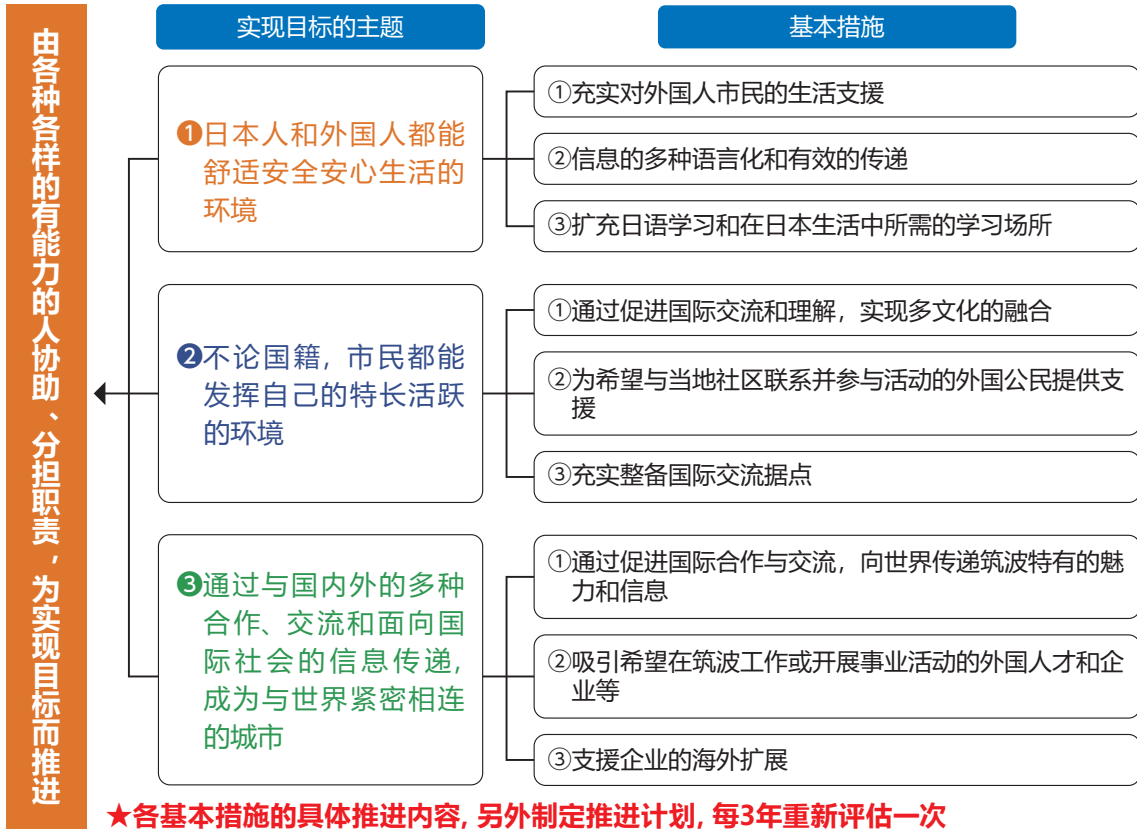 由各种各样的有能力的人协助、分担职责，为实现目标而推进
实现目标的主题
基本措施
❶日本人和外国人都能
舒适安全安心生活的
环境
①充实对外国人市民的生活支援
②信息的多种语言化和有效的传递
③扩充日语学习和在日本生活中所需的学习场所
❷不论国籍，市民都能
发挥自己的特长活跃
的环境
①通过促进国际交流和理解，实现多文化的融合
②为希望与当地社区联系并参与活动的外国公民提供支
援
③充实整备国际交流据点
❸通过与国内外的多种
合作、交流和面向国
际社会的信息传递，
成为与世界紧密相连
的城市
①通过促进国际合作与交流，向世界传递筑波特有的魅
力和信息
②吸引希望在筑波工作或开展事业活动的外国人才和企
业等
③支援企业的海外扩展
★各基本措施的具体推进内容, 另外制定推进计划, 每3年重新评估一次